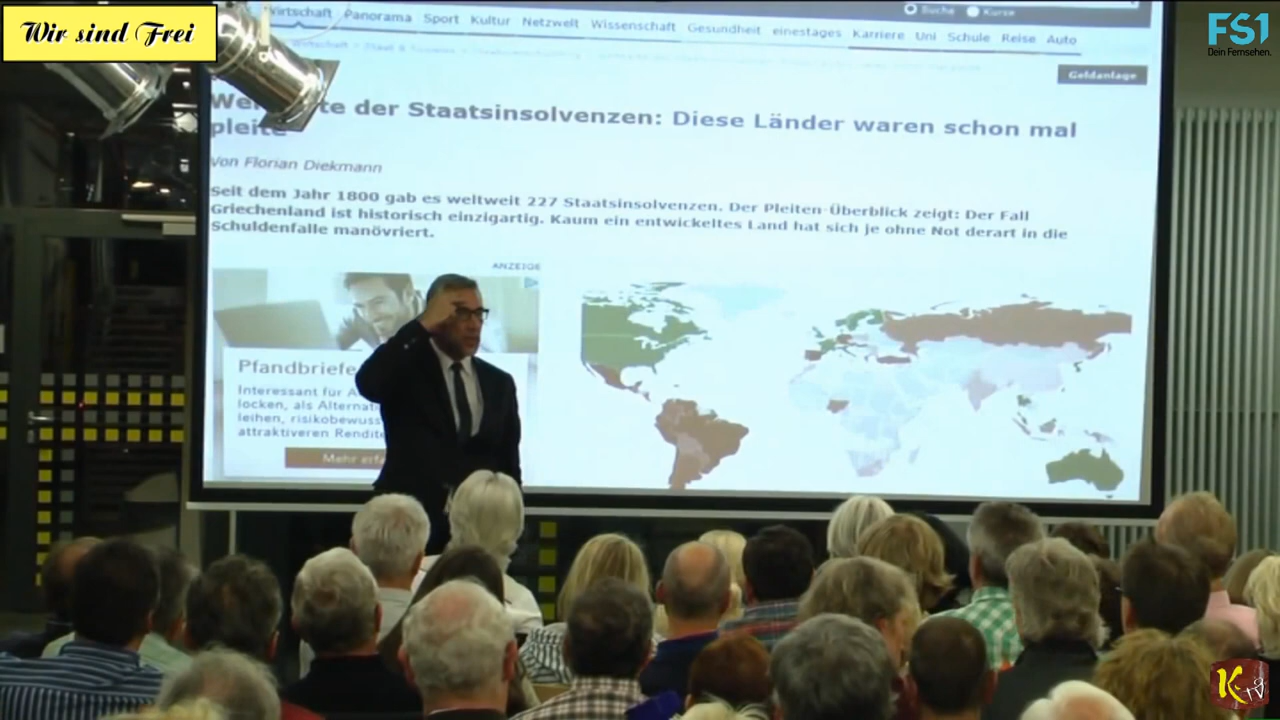 Wir sind Frei
FS1
Dein Fernsehen.
Wirtschaft Panorama Sport Kultur Netzwelt Wissenschaft Gesundheit einestages Karriere Uni Schule Reise Auto
Suche Kurse
Geldanlage
der Staatsinsolvenzen: Diese Länder waren schon mal
pleite
Von Florian Diekmann
Seit dem Jahr 1800 gab es weltweit 227 Staatsinsolvenzen. Der Pleiten-Überblick zeigt: Der Fall
Griechenland ist historisch einzigartig. Kaum ein entwickeltes Land hat sich je ohne Not derart in die
Schuldenfalle manövriert.
ANZEIGE
Pfandbriefe
Interessant für
locken, als
leihen,
attraktiveren
Mehr
K tv